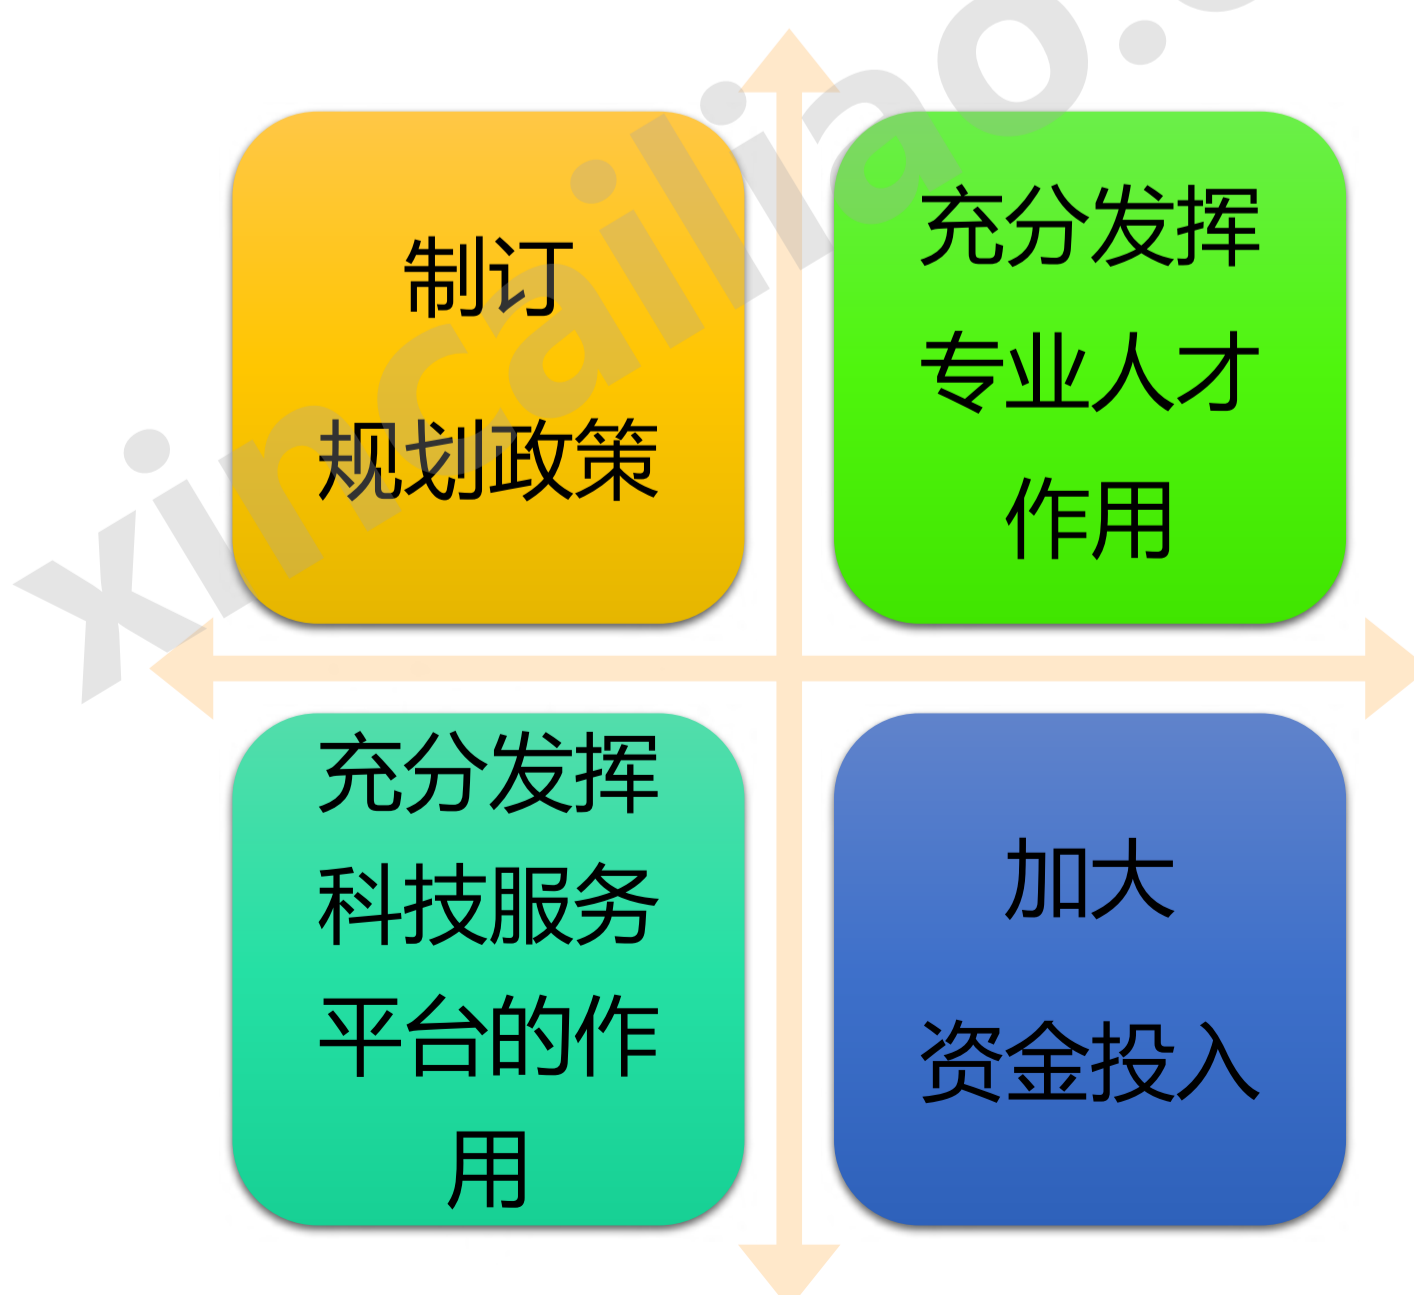 制订
规划政策
充分发挥
专业人才
作用
充分发挥
科技服务
平台的作
用
加大
资金投入
xincailiao.